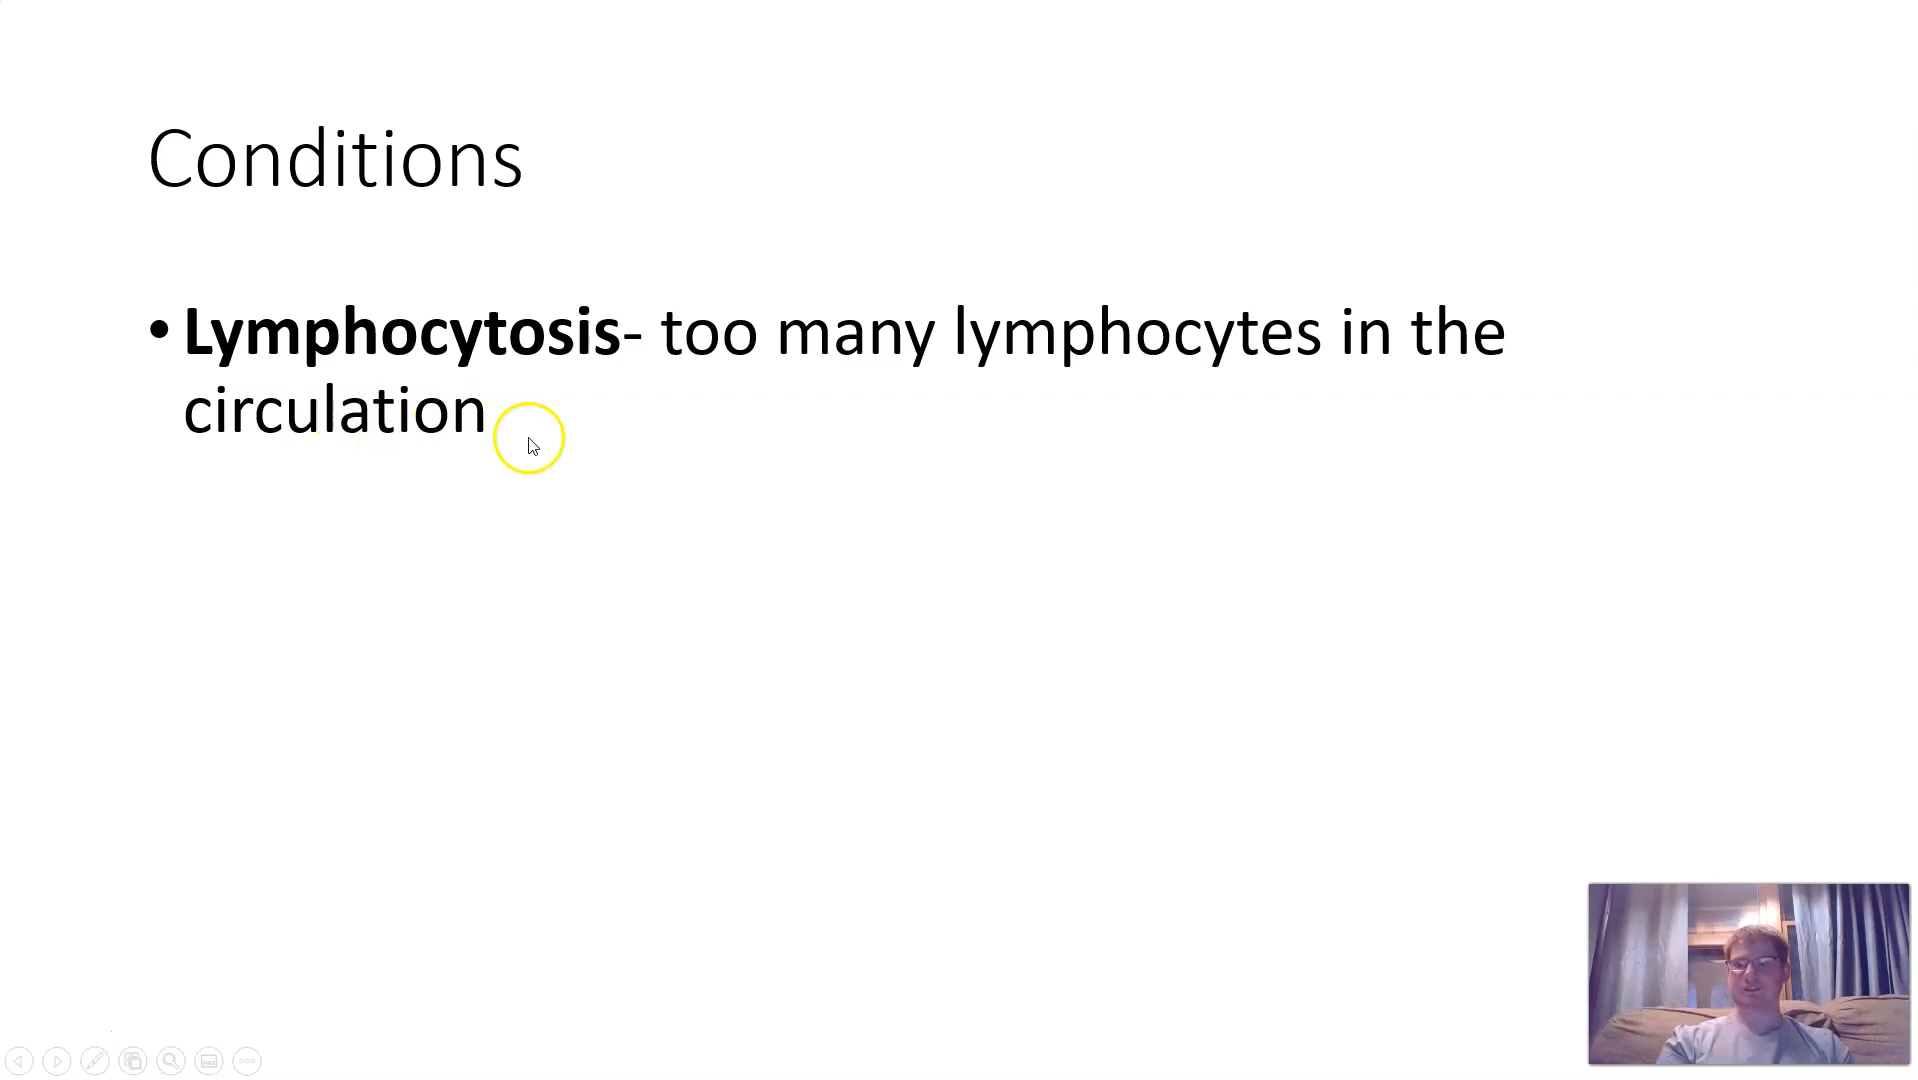 Conditions
• Lymphocytosis- too many lymphocytes in the
circulation